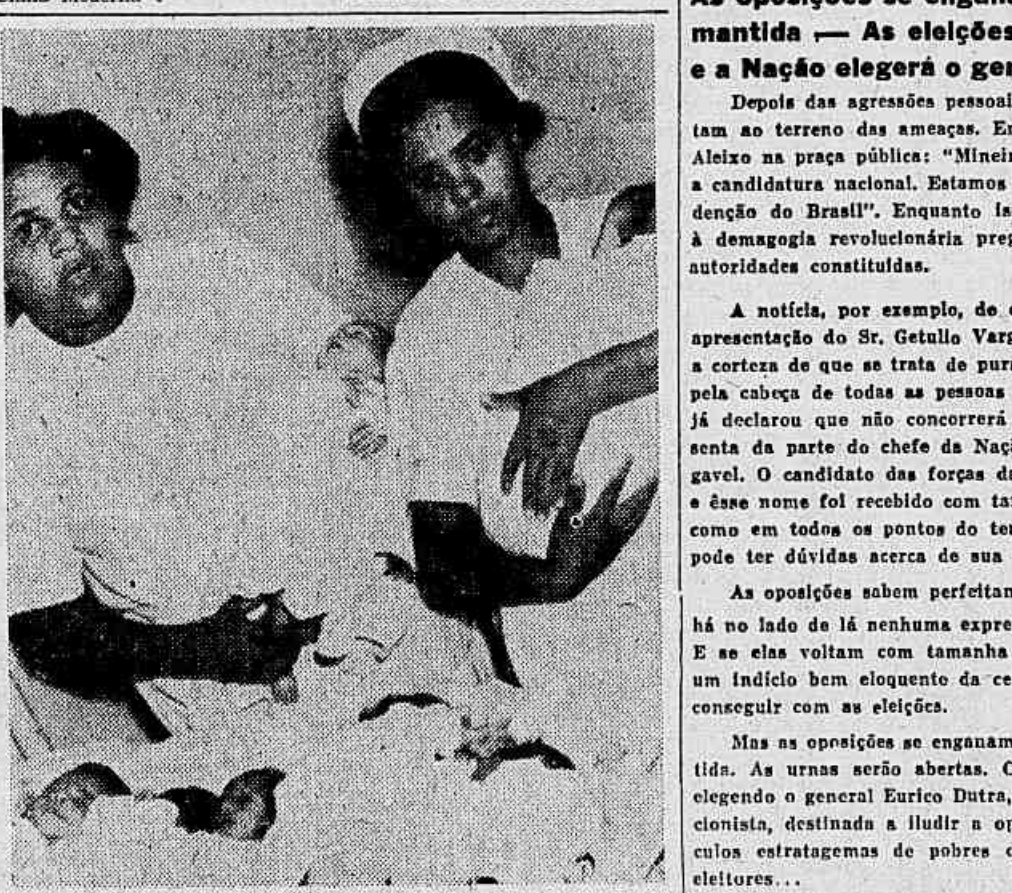 mantida — As eleições
e a Nação elegerá o ger
Depois das agressões pessoai
tam ao terreno das ameaças. En
Aleixo na praça pública: "Mineir
a candidatura nacional. Estamos
denção do Brasil". Enquanto is
à demagogia revolucionária preg
autoridades constituidas.
A notícia, por exemplo, de
apresentação do Sr. Getulio Varg
a corteza de que se trata de pur
pela cabeça de todas as pessoas
já declarou que não concorrerá
senta da parte do chefe da Naçã
gavel. O candidato das forças da
e êsse nome foi recebido com ta
como em todos os pontos do ter
pode ter dúvidas acerca de sua
As oposições sabem perfeitam
há no lado de lá nenhuma expre
E se elas voltam com tamanha
um indício bem eloquento da ce
conseguir com as eleições.
Mas as oposições se enganam
tida. As urnas serão abertas. C
elegendo o general Eurico Dutra,
cionista, destinada a iludir a op
culos estratagemas de pobres c
eleitores...